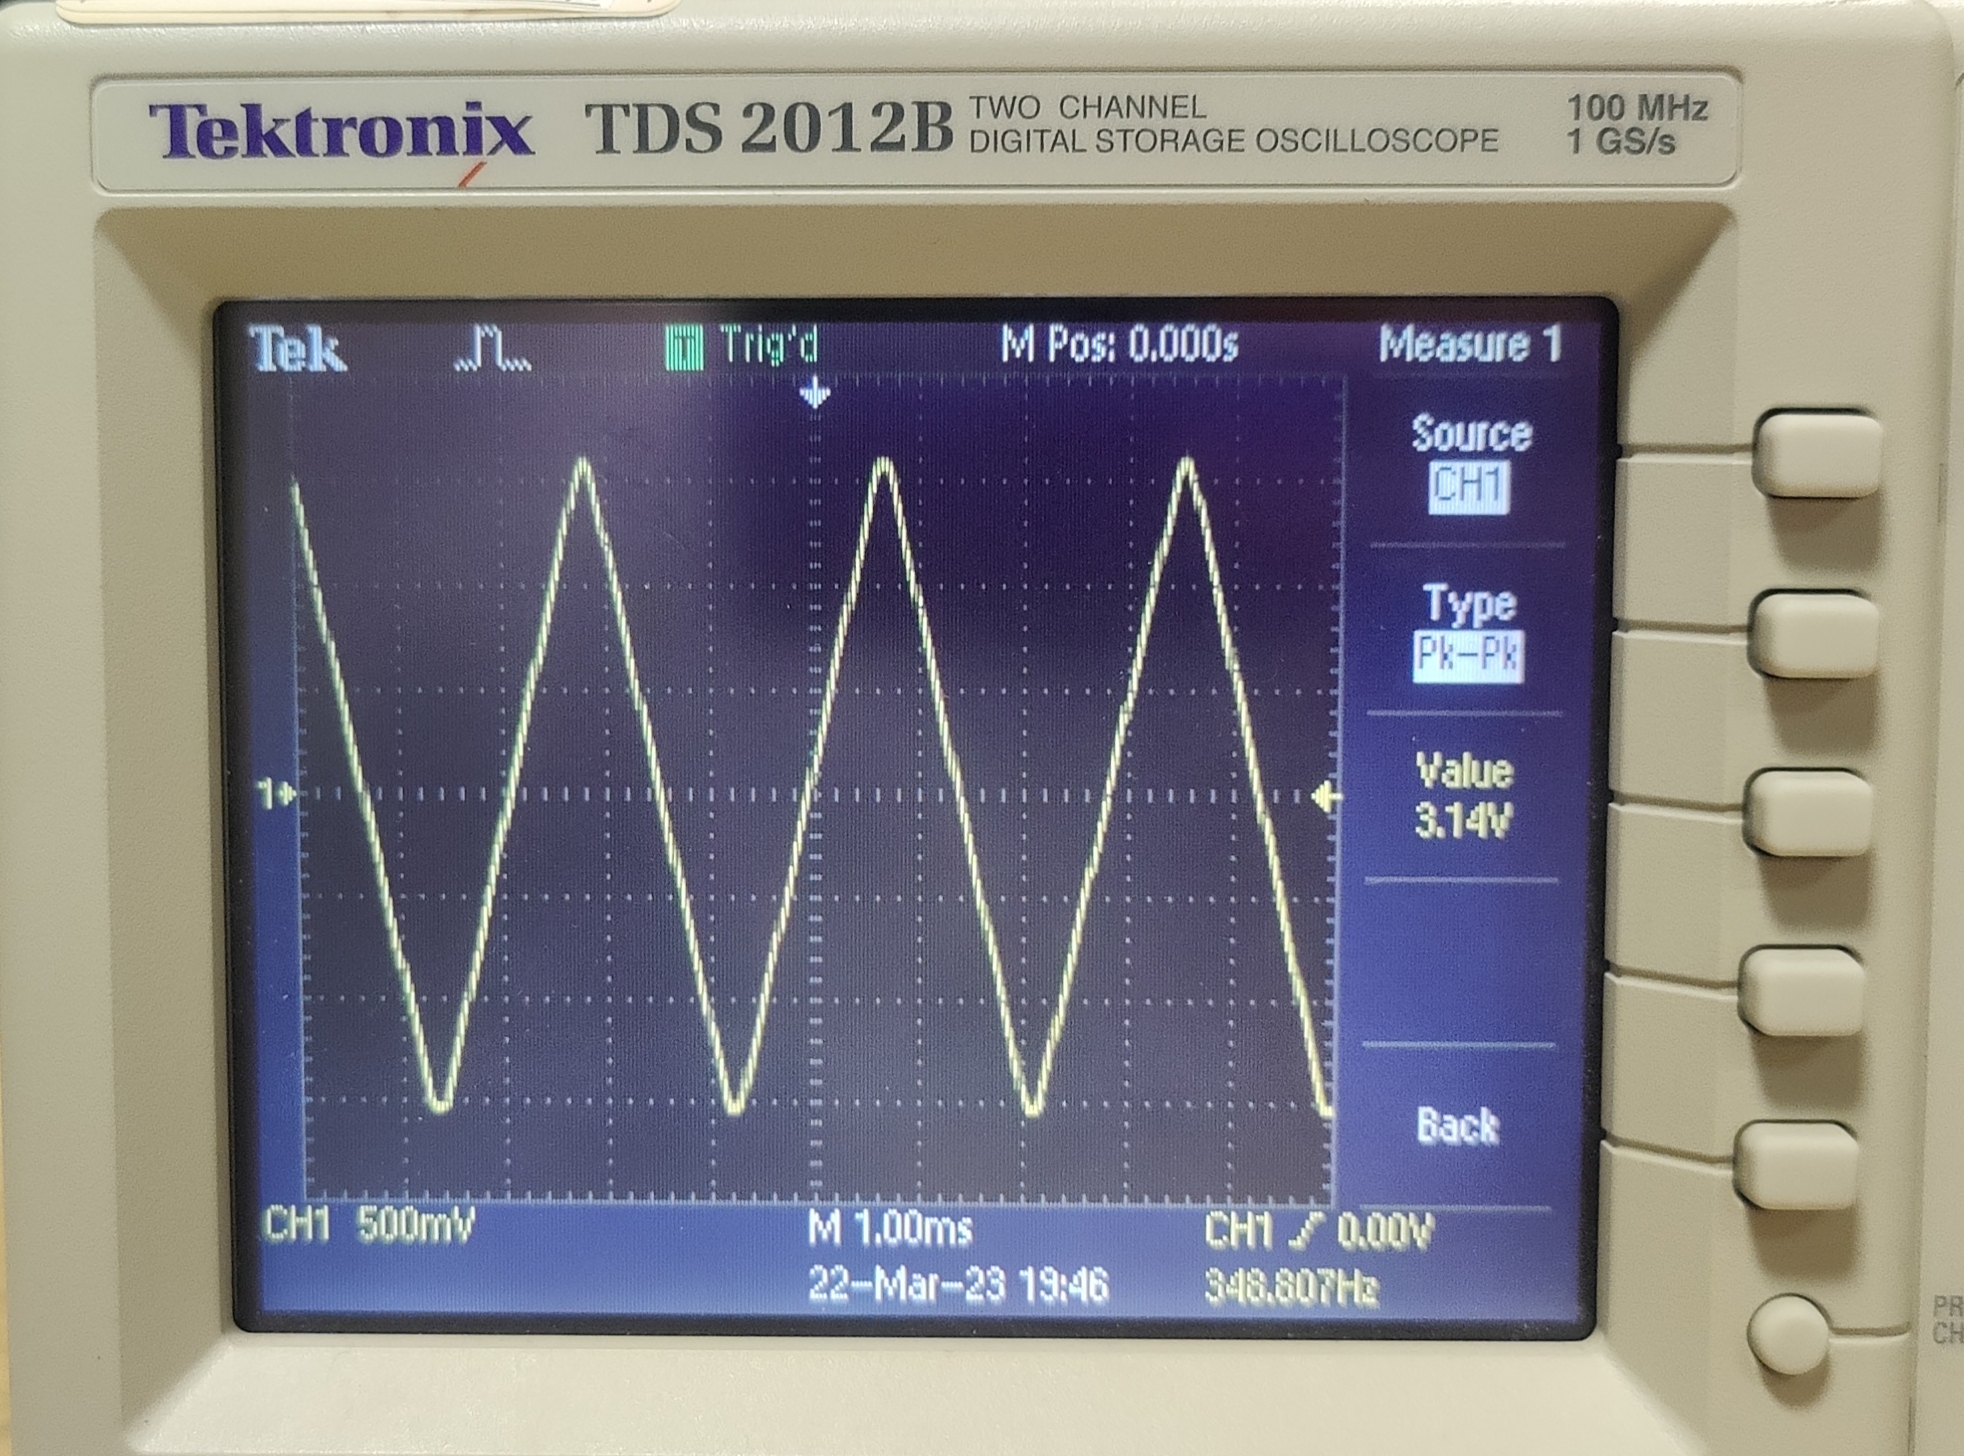 Tektronix TDS 2012B TWO CHANNEL DIGITAL STORAGE OSCILLOSCOPE 100 MHz 1 GS/s
Tek T Trig'd M Pos: 0.000s Measure 1
Source
CH1
Type
Pk-Pk
1
Value
3.14V
Back
CH1 500mV M 1.00ms CH1 0.00V
22-Mar-23 19:46 348.807Hz
PR
CH